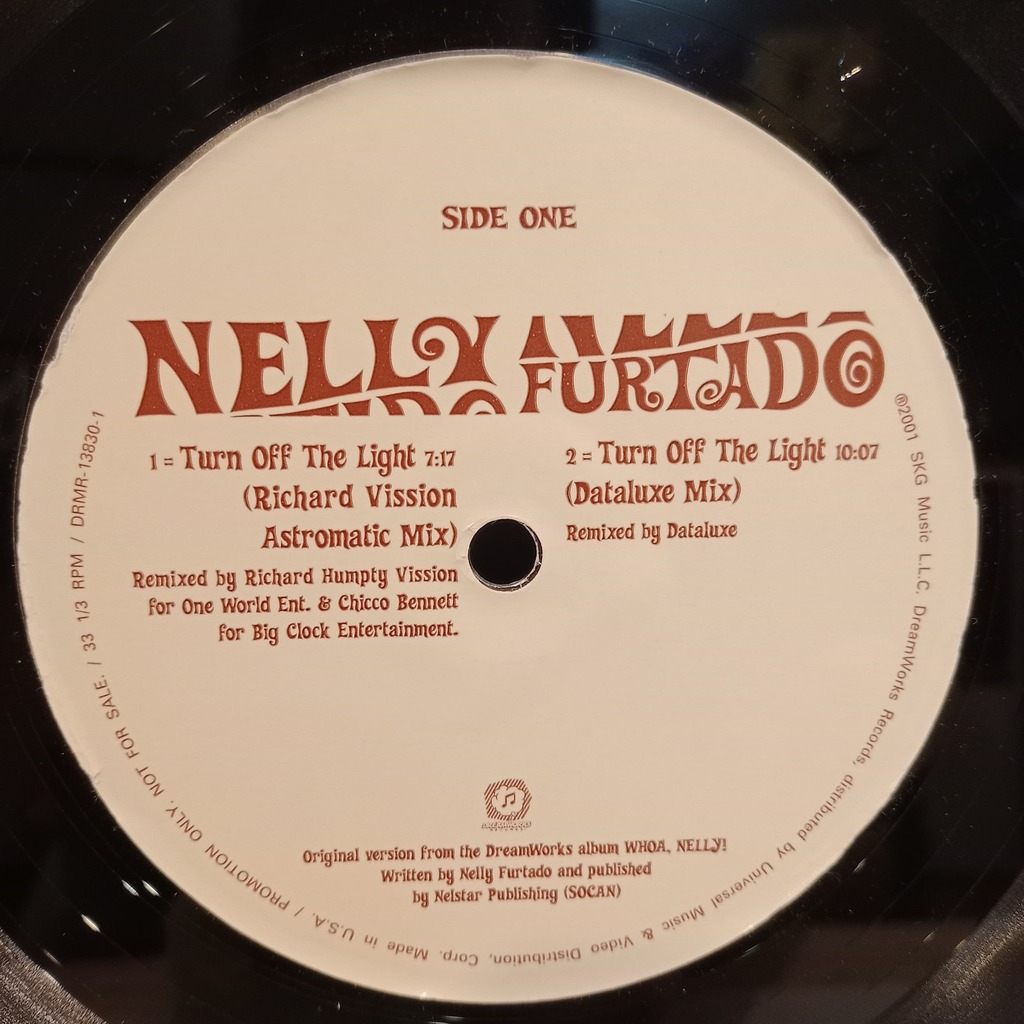 SIDE ONE
NELLY FURTADO
1 = Turn Off The Light 7:17
(Richard Vission
Astromatic Mix)
Remixed by Richard Humpty Vission
for One World Ent. & Chicco Bennett
for Big Clock Entertainment.
2 = Turn Off The Light 10:07
(Dataluxe Mix)
Remixed by Dataluxe
Original version from the DreamWorks album WHOA, NELLY!
Written by Nelly Furtado and published
by Nelstar Publishing (SOCAN)
℗2001 SKG Music L.L.C. DreamWorks Records, distributed by Universal Music & Video Distribution, Corp. Made in U.S.A. / PROMOTION ONLY, NOT FOR SALE. / 33 1/3 RPM / DRMR-13830-1